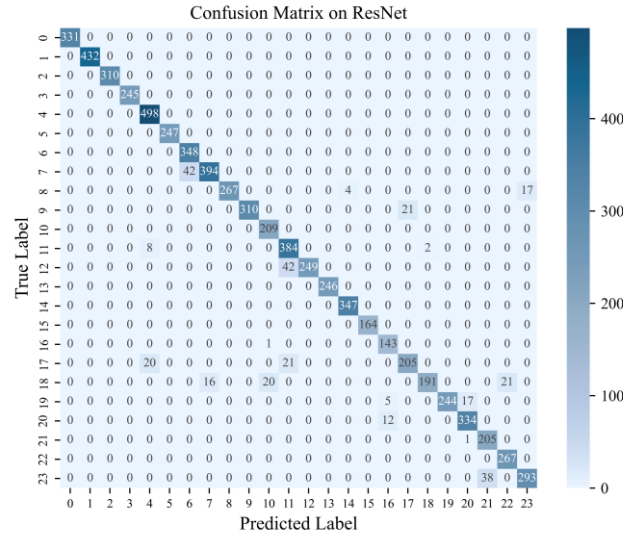 Confusion Matrix on ResNet
0 331 0 0 0 0 0 0 0 0 0 0 0 0 0 0 0 0 0 0 0 0 0 0 0
1 0 432 0 0 0 0 0 0 0 0 0 0 0 0 0 0 0 0 0 0 0 0 0 0
2 0 0 310 0 0 0 0 0 0 0 0 0 0 0 0 0 0 0 0 0 0 0 0 0
3 0 0 0 245 0 0 0 0 0 0 0 0 0 0 0 0 0 0 0 0 0 0 0 0
4 0 0 0 0 498 0 0 0 0 0 0 0 0 0 0 0 0 0 0 0 0 0 0 0
5 0 0 0 0 0 247 0 0 0 0 0 0 0 0 0 0 0 0 0 0 0 0 0 0
6 0 0 0 0 0 0 348 0 0 0 0 0 0 0 0 0 0 0 0 0 0 0 0 0
7 0 0 0 0 0 0 42 394 0 0 0 0 0 0 0 0 0 0 0 0 0 0 0 0
8 0 0 0 0 0 0 0 0 267 0 0 0 0 0 4 0 0 0 0 0 0 0 0 17
9 0 0 0 0 0 0 0 0 0 310 0 0 0 0 0 0 0 21 0 0 0 0 0 0
10 0 0 0 0 0 0 0 0 0 0 209 0 0 0 0 0 0 0 0 0 0 0 0 0
11 0 0 0 0 8 0 0 0 0 0 0 384 0 0 0 0 0 0 2 0 0 0 0 0
12 0 0 0 0 0 0 0 0 0 0 0 42 249 0 0 0 0 0 0 0 0 0 0 0
13 0 0 0 0 0 0 0 0 0 0 0 0 0 246 0 0 0 0 0 0 0 0 0 0
14 0 0 0 0 0 0 0 0 0 0 0 0 0 0 347 0 0 0 0 0 0 0 0 0
15 0 0 0 0 0 0 0 0 0 0 0 0 0 0 0 164 0 0 0 0 0 0 0 0
16 0 0 0 0 0 0 0 0 0 0 1 0 0 0 0 0 143 0 0 0 0 0 0 0
17 0 0 0 0 20 0 0 0 0 0 0 21 0 0 0 0 0 205 0 0 0 0 0 0
18 0 0 0 0 0 0 0 16 0 0 20 0 0 0 0 0 0 0 191 0 0 0 21 0
19 0 0 0 0 0 0 0 0 0 0 0 0 0 0 0 0 5 0 0 244 17 0 0 0
20 0 0 0 0 0 0 0 0 0 0 0 0 0 0 0 0 12 0 0 0 334 0 0 0
21 0 0 0 0 0 0 0 0 0 0 0 0 0 0 0 0 0 0 0 0 1 205 0 0
22 0 0 0 0 0 0 0 0 0 0 0 0 0 0 0 0 0 0 0 0 0 0 267 0
23 0 0 0 0 0 0 0 0 0 0 0 0 0 0 0 0 0 0 0 0 0 38 0 293
0 1 2 3 4 5 6 7 8 9 10 11 12 13 14 15 16 17 18 19 20 21 22 23
Predicted Label
True Label
400
300
200
100
0